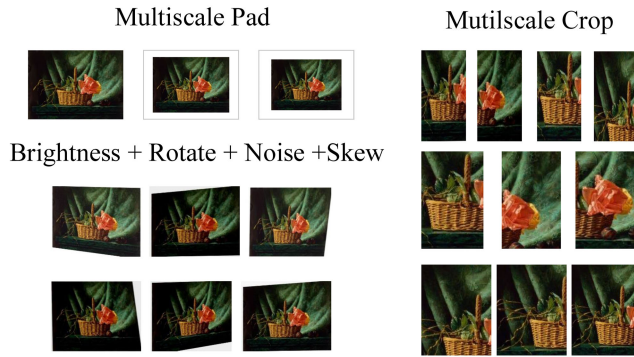 Multiscale Pad
Mutilscale Crop
Brightness + Rotate + Noise +Skew